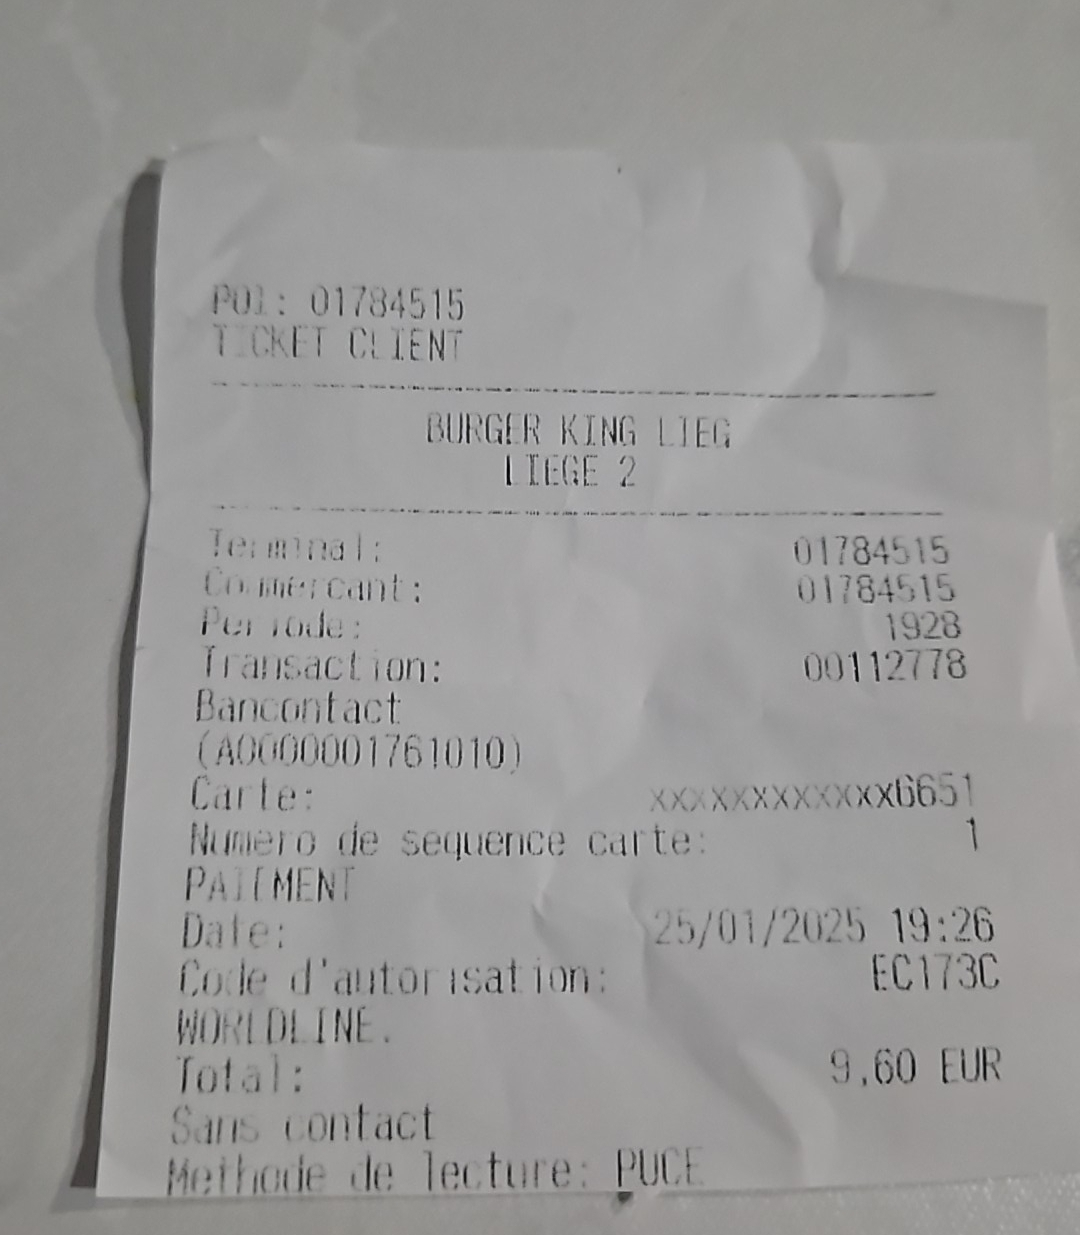 POI: 01784515
TICKET CLIENT
BURGER KING LIEG
LIEGE 2
Terminal: 01784515
Commercant: 01784515
Periode: 1928
Transaction: 00112778
Bancontact
(A0000001761010)
Carte: xxxxxxxxxxxxx6651
Numero de sequence carte: 1
PAIEMENT
Date: 25/01/2025 19:26
Code d'autorisation: EC173C
WORLDLINE.
Total: 9,60 EUR
Sans contact
Methode de lecture: PUCE